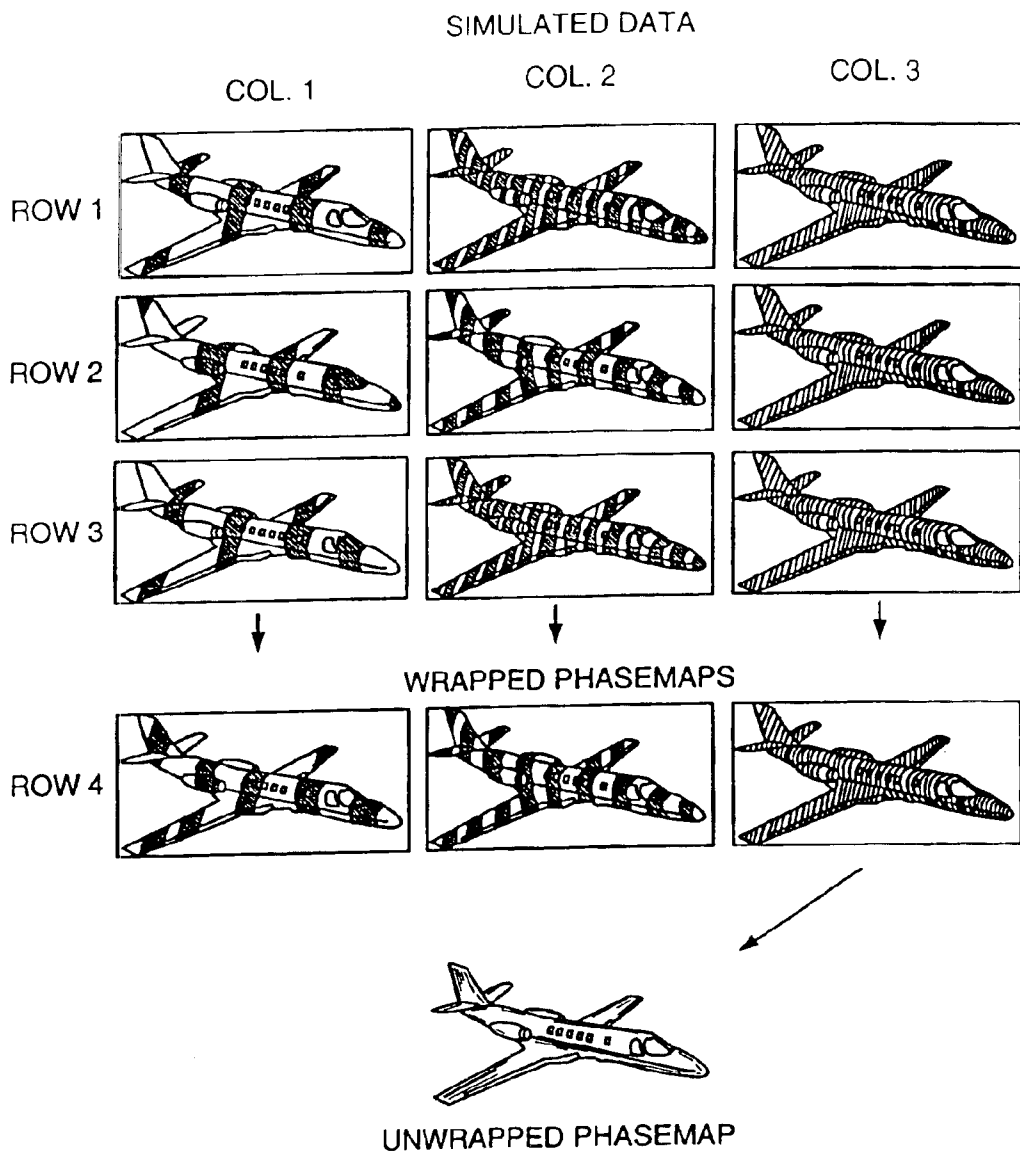 SIMULATED DATA
COL. 1
COL. 2
COL. 3
ROW 1
ROW 2
ROW 3
WRAPPED PHASEMAPS
ROW 4
UNWRAPPED PHASEMAP